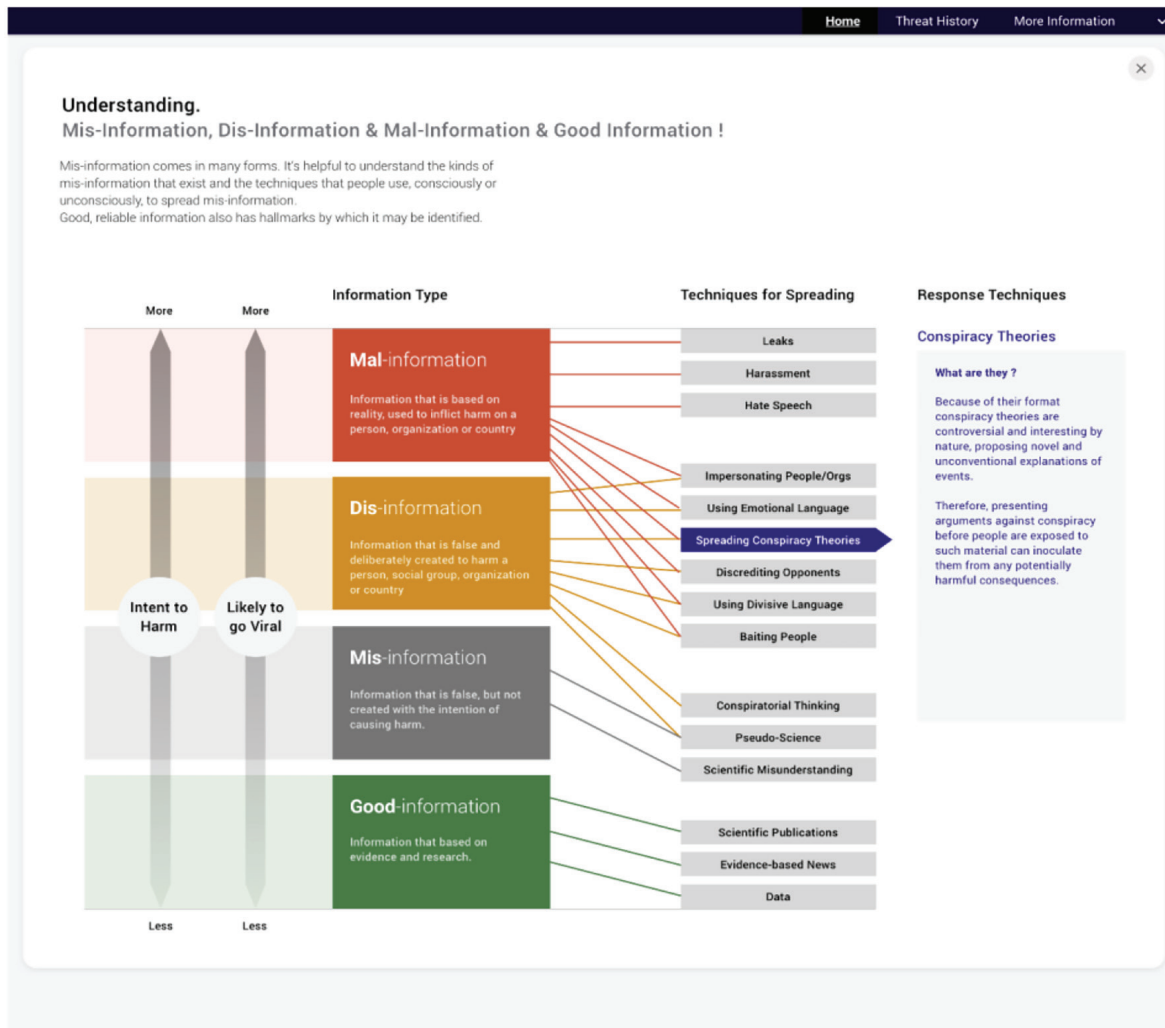 Home Threat History More Information
Understanding.
Mis-Information, Dis-Information & Mal-Information & Good Information !
Mis-information comes in many forms. It's helpful to understand the kinds of
mis-information that exist and the techniques that people use, consciously or
unconsciously, to spread mis-information.
Good, reliable information also has hallmarks by which it may be identified.
More
More
Intent to
Harm
Likely to
go Viral
Less
Less
Information Type
Mal-information
Information that is based on
reality, used to inflict harm on a
person, organization or country
Dis-information
Information that is false and
deliberately created to harm a
person, social group, organization
or country
Mis-information
Information that is false, but not
created with the intention of
causing harm.
Good-information
Information that based on
evidence and research.
Techniques for Spreading
Leaks
Harassment
Hate Speech
Impersonating People/Orgs
Using Emotional Language
Spreading Conspiracy Theories
Discrediting Opponents
Using Divisive Language
Baiting People
Conspiratorial Thinking
Pseudo-Science
Scientific Misunderstanding
Scientific Publications
Evidence-based News
Data
Response Techniques
Conspiracy Theories
What are they ?
Because of their format
conspiracy theories are
controversial and interesting by
nature, proposing novel and
unconventional explanations of
events.
Therefore, presenting
arguments against conspiracy
before people are exposed to
such material can inoculate
them from any potentially
harmful consequences.